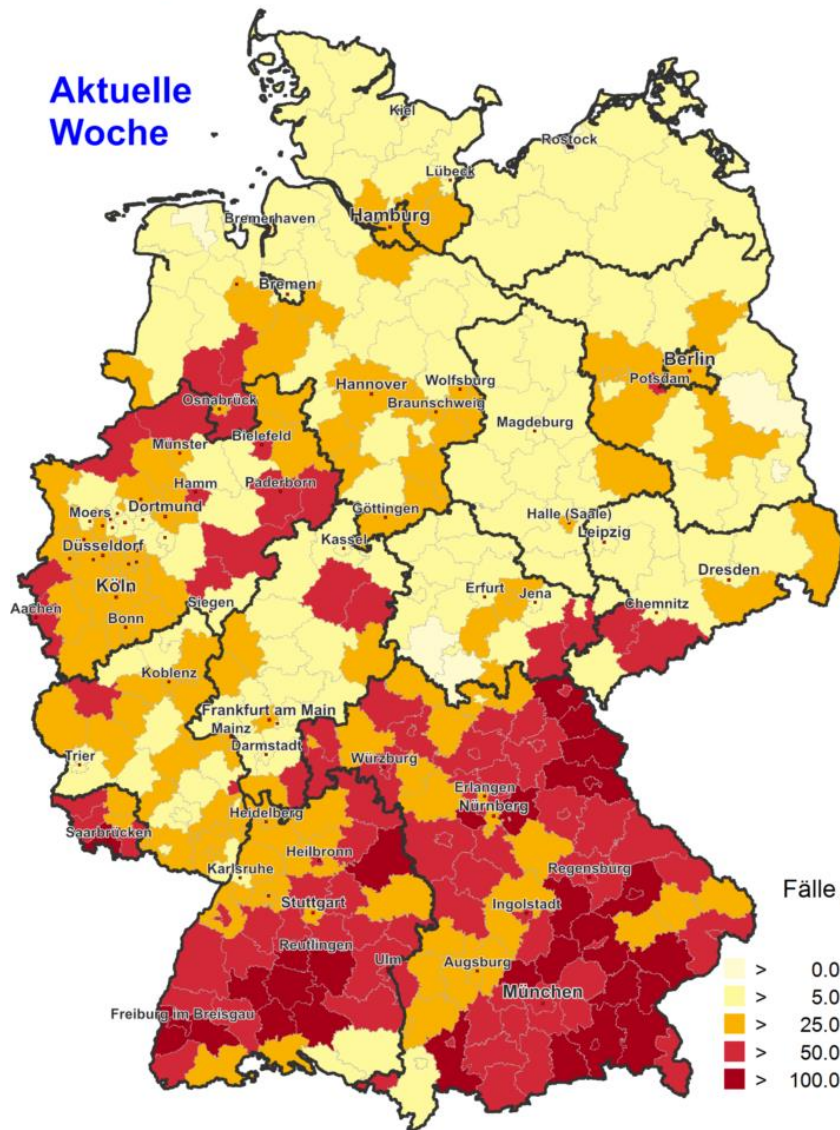 Aktuelle
Woche
Kiel
Rostock
Lübeck
Bremerhaven
Hamburg
Bremen
Berlin
Hannover
Wolfsburg
Potsdam
Osnabrück
Braunschweig
Bielefeld
Magdeburg
Münster
Hamm
Paderborn
Moers
Dortmund
Göttingen
Halle (Saale)
Leipzig
Düsseldorf
Kassel
Dresden
Köln
Erfurt
Jena
Siegen
Chemnitz
Aachen
Bonn
Koblenz
Frankfurt am Main
Mainz
Trier
Darmstadt
Würzburg
Erlangen
Nürnberg
Heidelberg
Saarbrücken
Heilbronn
Karlsruhe
Regensburg
Fälle
Stuttgart
Ingolstadt
Reutlingen
Ulm
Augsburg
München
Freiburg im Breisgau
> 0.0
> 5.0
> 25.0
> 50.0
> 100.0